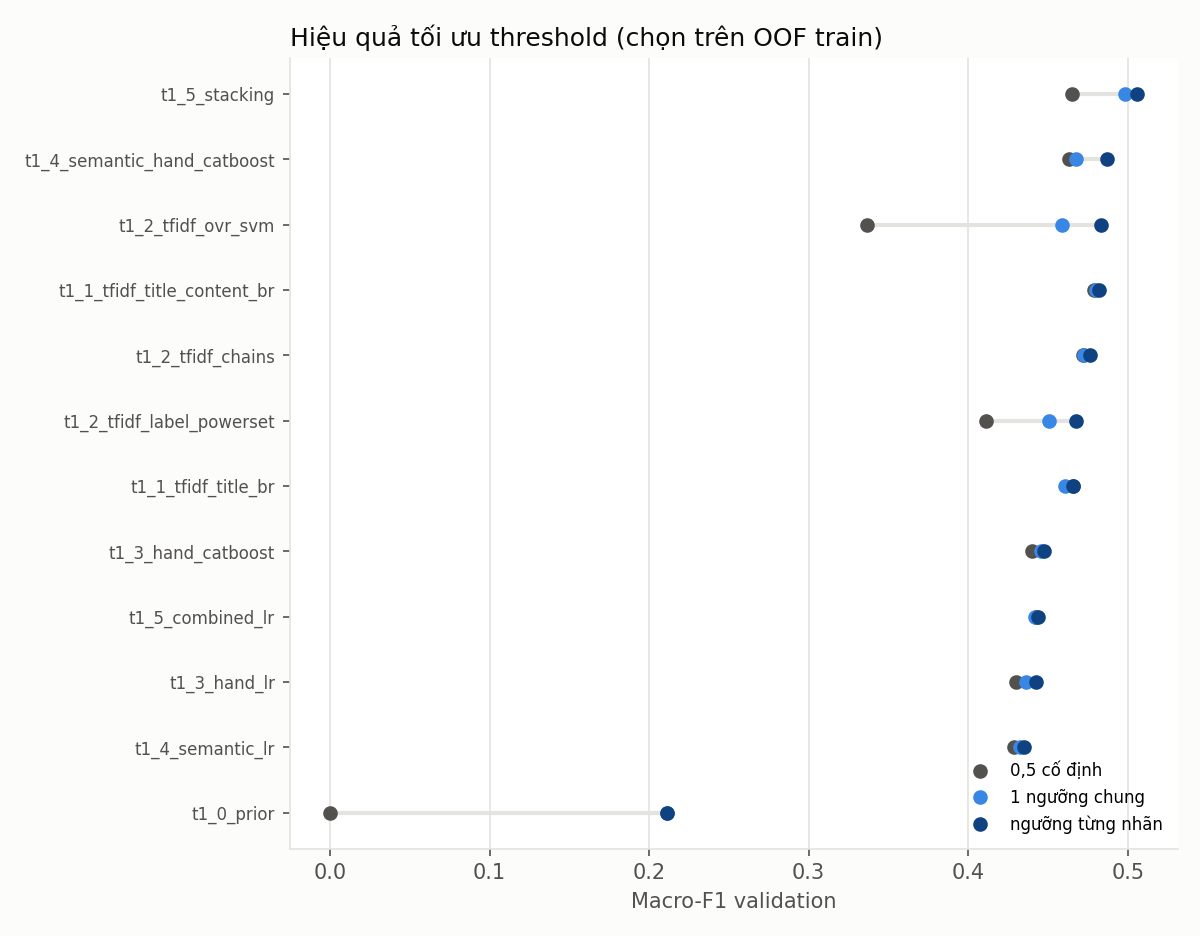 Hiệu quả tối ưu threshold (chọn trên OOF train)
t1_5_stacking
t1_4_semantic_hand_catboost
t1_2_tfidf_ovr_svm
t1_1_tfidf_title_content_br
t1_2_tfidf_chains
t1_2_tfidf_label_powerset
t1_1_tfidf_title_br
t1_3_hand_catboost
t1_5_combined_lr
t1_3_hand_lr
t1_4_semantic_lr
t1_0_prior
0,5 cố định
1 ngưỡng chung
ngưỡng từng nhãn
0.0 0.1 0.2 0.3 0.4 0.5
Macro-F1 validation